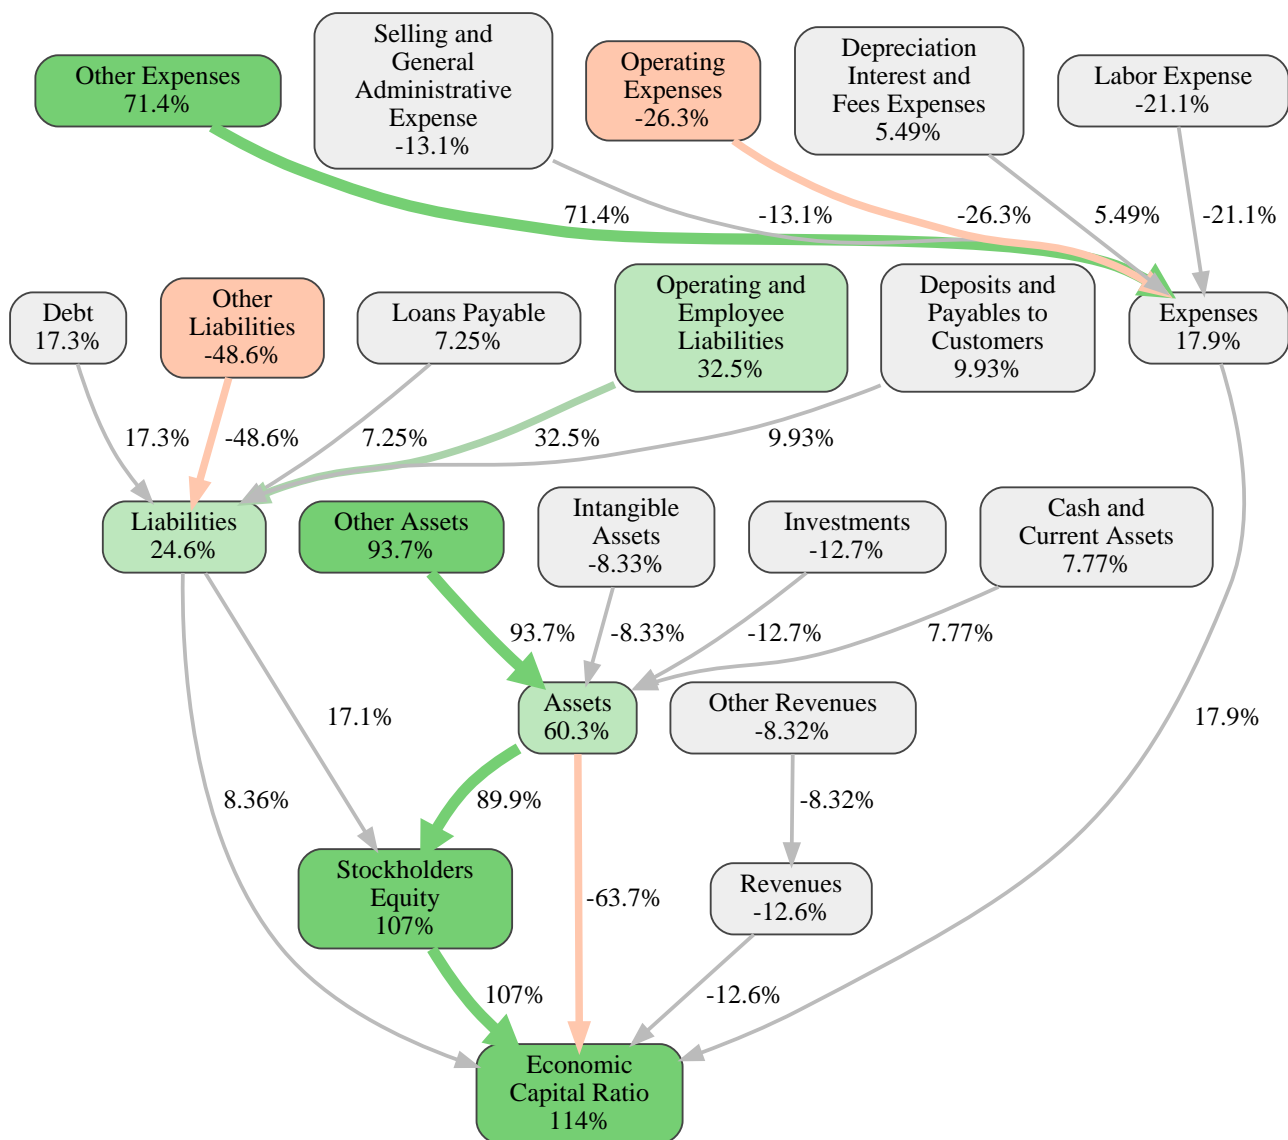 Other Expenses
71.4%
Selling and
General
Administrative
Expense
-13.1%
Operating
Expenses
-26.3%
Depreciation
Interest and
Fees Expenses
5.49%
Labor Expense
-21.1%
71.4%
-13.1%
-26.3%
5.49%
-21.1%
Debt
17.3%
Other
Liabilities
-48.6%
Loans Payable
7.25%
Operating and
Employee
Liabilities
32.5%
Deposits and
Payables to
Customers
9.93%
Expenses
17.9%
17.3%
-48.6%
7.25%
32.5%
9.93%
Liabilities
24.6%
Other Assets
93.7%
Intangible
Assets
-8.33%
Investments
-12.7%
Cash and
Current Assets
7.77%
93.7%
-8.33%
-12.7%
7.77%
17.1%
Assets
60.3%
Other Revenues
-8.32%
17.9%
8.36%
89.9%
-8.32%
Stockholders
Equity
107%
-63.7%
Revenues
-12.6%
107%
-12.6%
Economic
Capital Ratio
114%